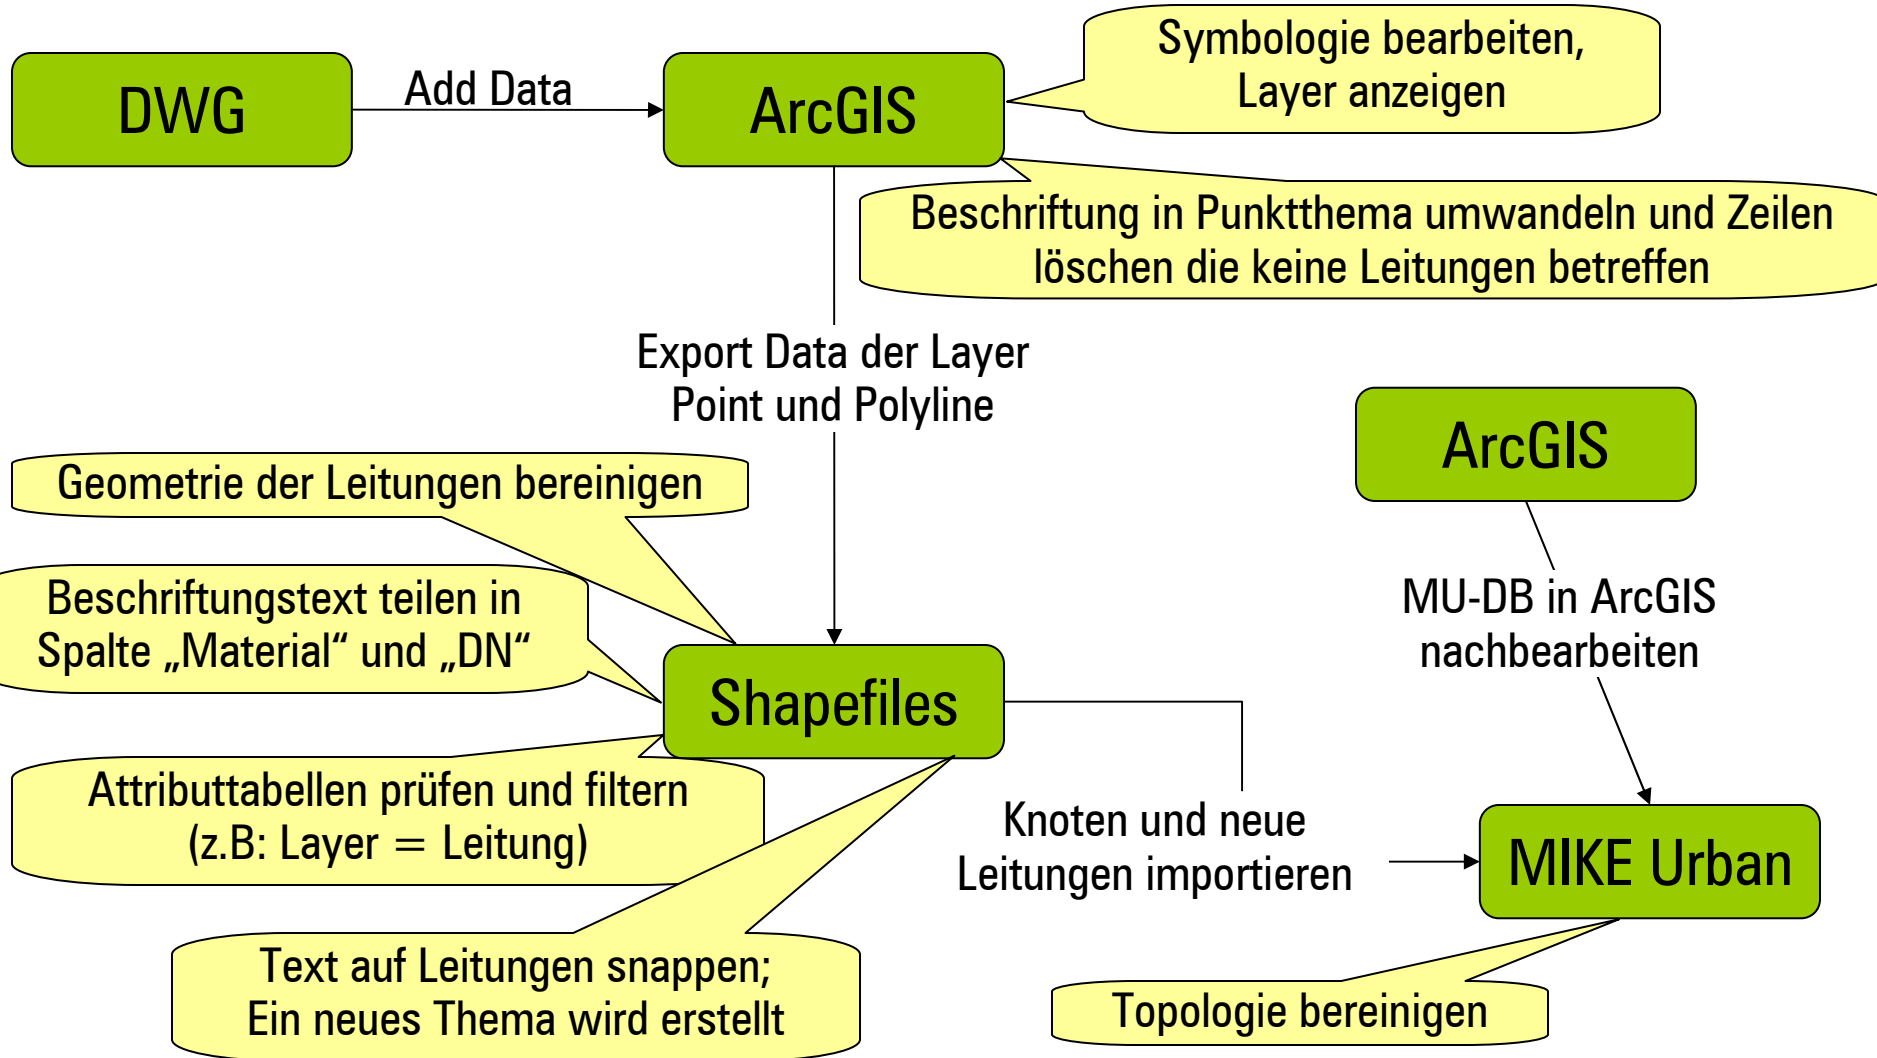 DWG
Add Data
ArcGIS
Symbologie bearbeiten,
Layer anzeigen
Beschriftung in Punktthema umwandeln und Zeilen
löschen die keine Leitungen betreffen
Export Data der Layer
Point und Polyline
ArcGIS
Geometrie der Leitungen bereinigen
Beschriftungstext teilen in
Spalte „Material“ und „DN“
MU-DB in ArcGIS
nachbearbeiten
Shapefiles
Attributtabellen prüfen und filtern
(z.B: Layer = Leitung)
Knoten und neue
Leitungen importieren
MIKE Urban
Text auf Leitungen snappen;
Ein neues Thema wird erstellt
Topologie bereinigen